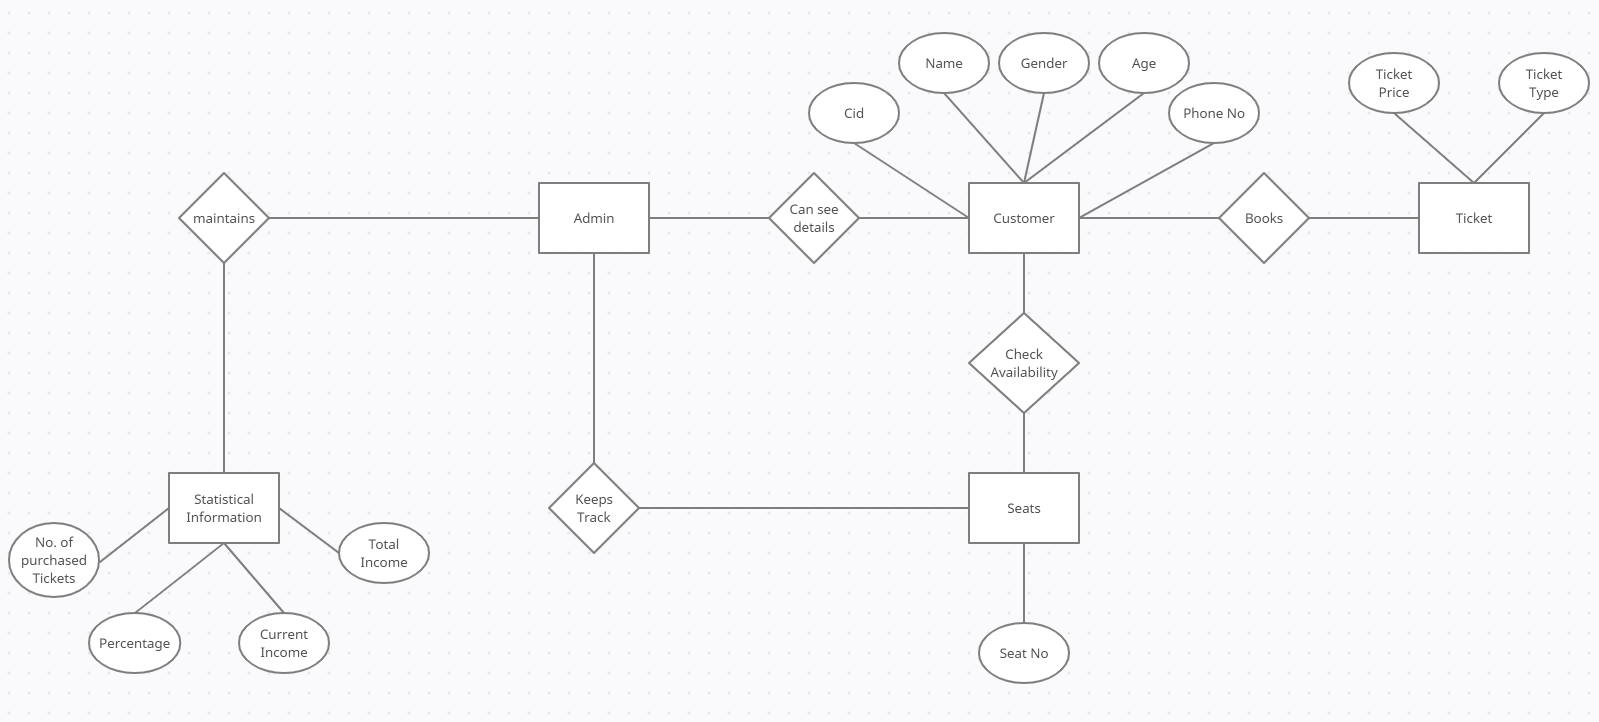 Name
Gender
Age
Ticket
Price
Ticket
Type
Cid
Phone No
maintains
Admin
Can see
details
Customer
Books
Ticket
Check
Availability
Statistical
Information
Keeps
Track
Seats
No. of
purchased
Tickets
Total
Income
Percentage
Current
Income
Seat No